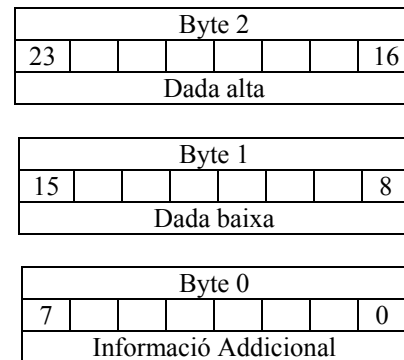 Byte 2
23 16
Dada alta
Byte 1
15 8
Dada baixa
Byte 0
7 0
Informació Addicional